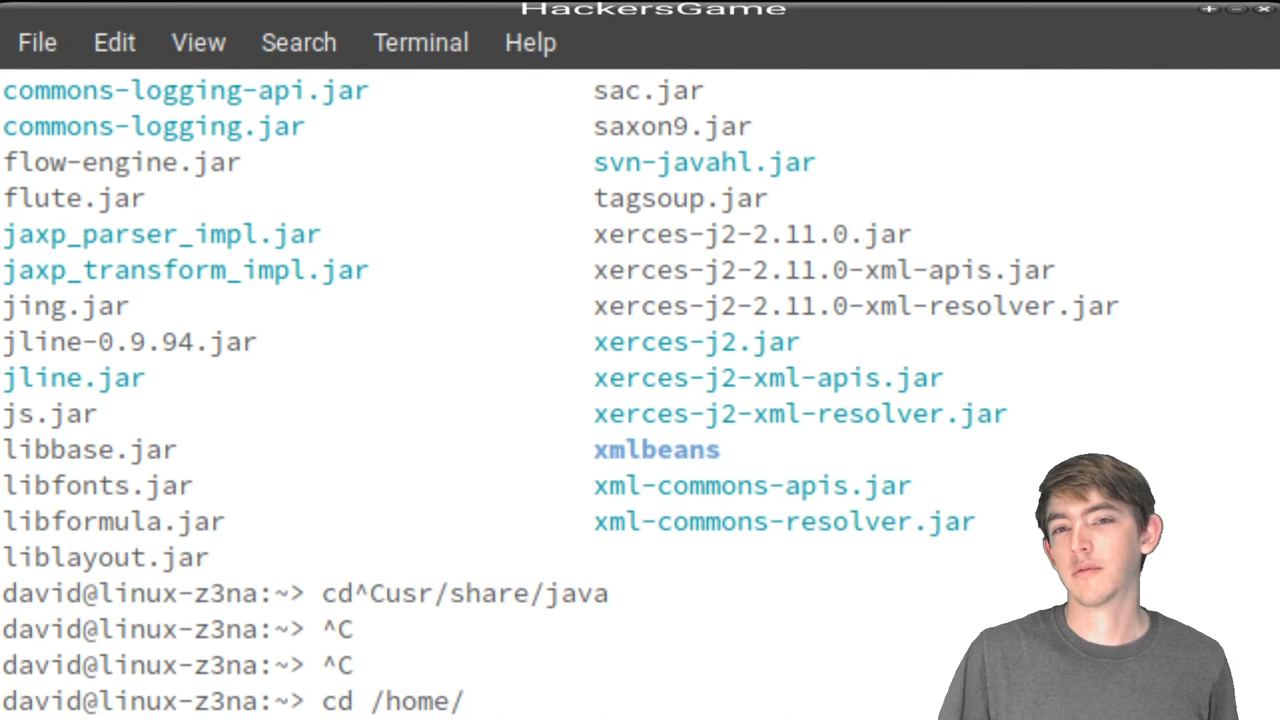 HackersGame
File Edit View Search Terminal Help
commons-logging-api.jar sac.jar
commons-logging.jar saxon9.jar
flow-engine.jar svn-javahl.jar
flute.jar tagsoup.jar
jaxp_parser_impl.jar xerces-j2-2.11.0.jar
jaxp_transform_impl.jar xerces-j2-2.11.0-xml-apis.jar
jing.jar xerces-j2-2.11.0-xml-resolver.jar
jline-0.9.94.jar xerces-j2.jar
jline.jar xerces-j2-xml-apis.jar
js.jar xerces-j2-xml-resolver.jar
libbase.jar xmlbeans
libfonts.jar xml-commons-apis.jar
libformula.jar xml-commons-resolver.jar
liblayout.jar
david@linux-z3na:~> cd^Cusr/share/java
david@linux-z3na:~> ^C
david@linux-z3na:~> ^C
david@linux-z3na:~> cd /home/